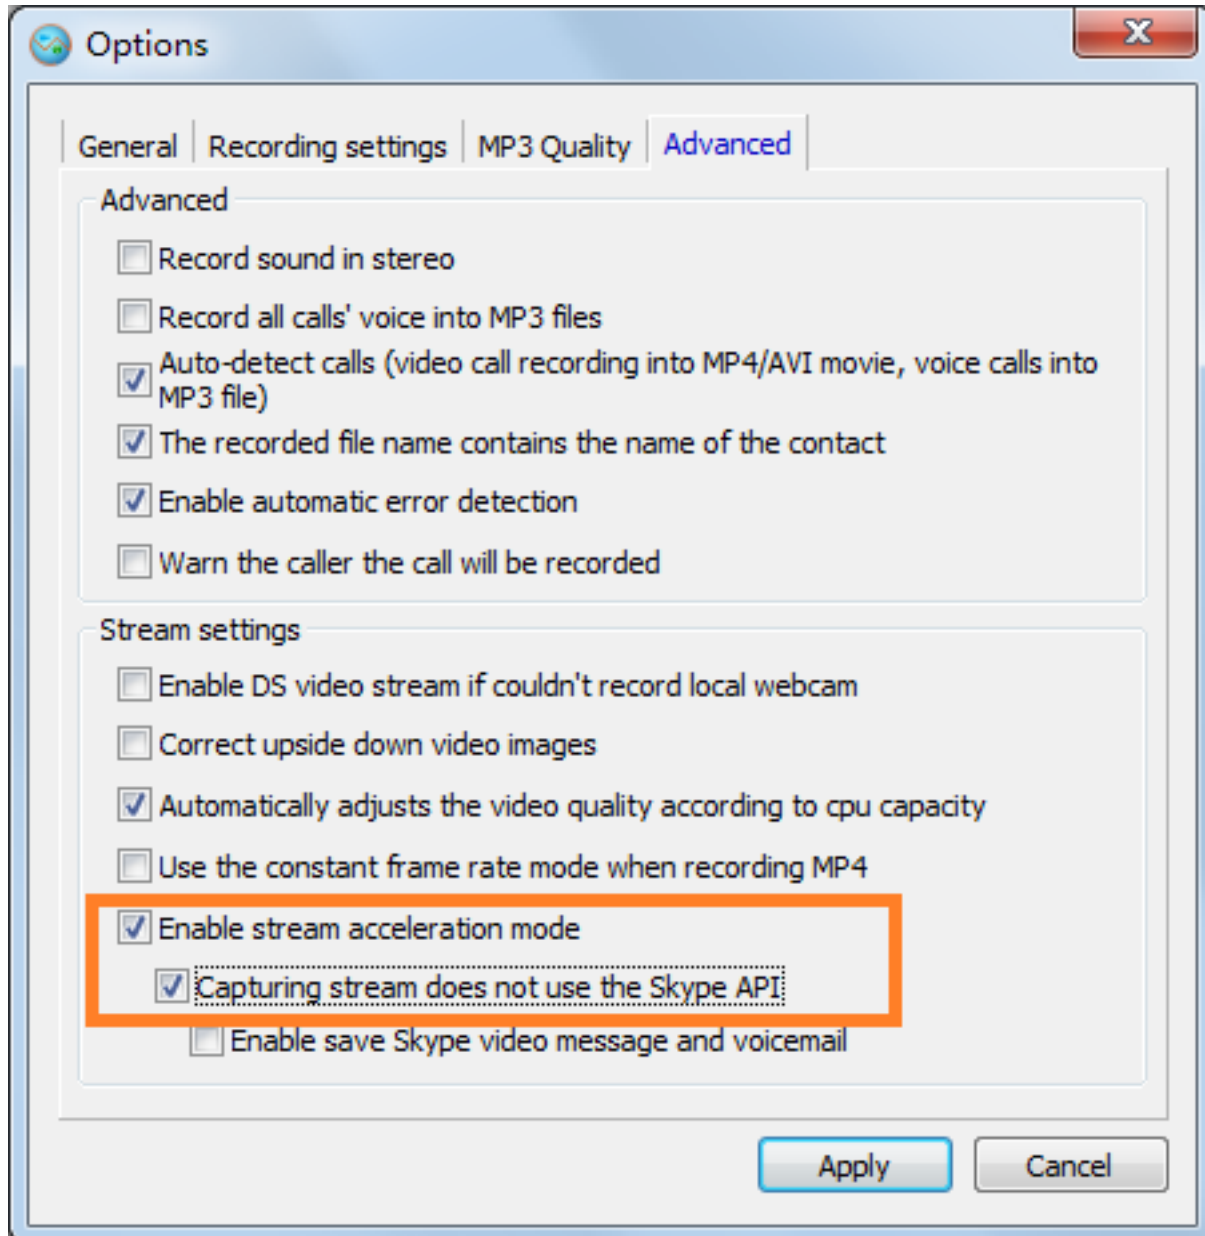 Options
General
Recording settings
MP3 Quality
Advanced
Advanced
Record sound in stereo
Record all calls' voice into MP3 files
Auto-detect calls (video call recording into MP4/AVI movie, voice calls into
MP3 file)
The recorded file name contains the name of the contact
Enable automatic error detection
Warn the caller the call will be recorded
Stream settings
Enable DS video stream if couldn't record local webcam
Correct upside down video images
Automatically adjusts the video quality according to cpu capacity
Use the constant frame rate mode when recording MP4
Enable stream acceleration mode
Capturing stream does not use the Skype API
Enable save Skype video message and voicemail
Apply
Cancel